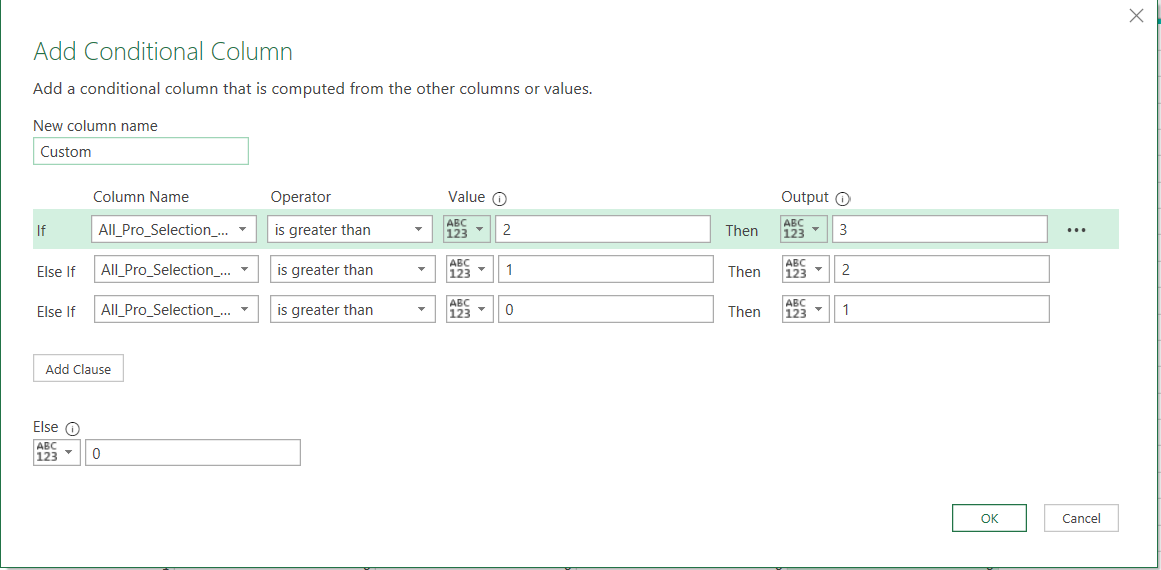 Add Conditional Column
Add a conditional column that is computed from the other columns or values.
New column name
Custom
Column Name Operator Value Output
If All_Pro_Selection_... is greater than ABC 123 2 Then ABC 123 3 •••
Else If All_Pro_Selection_... is greater than ABC 123 1 Then ABC 123 2
Else If All_Pro_Selection_... is greater than ABC 123 0 Then ABC 123 1
Add Clause
Else
ABC 123 0
OK Cancel